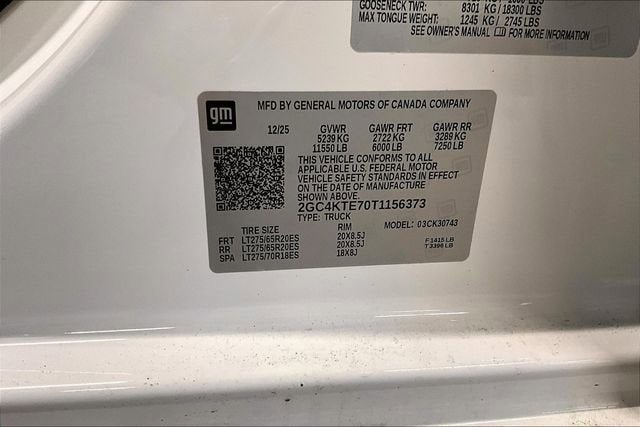 GOOSENECK TWR: 8301 KG / 18300 LBS
MAX TONGUE WEIGHT: 1245 KG / 2745 LBS
SEE OWNER'S MANUAL FOR MORE INFORMATION
gm
MFD BY GENERAL MOTORS OF CANADA COMPANY
12/25 GVWR GAWR FRT GAWR RR
5239 KG 2722 KG 3289 KG
11550 LB 6000 LB 7250 LB
THIS VEHICLE CONFORMS TO ALL
APPLICABLE U.S. FEDERAL MOTOR
VEHICLE SAFETY STANDARDS IN EFFECT
ON THE DATE OF MANUFACTURE
SHOWN ABOVE.
2GC4KTE70T1156373
TYPE: TRUCK MODEL: 03CK30743
TIRE SIZE RIM
FRT LT275/65R20ES 20X8.5J F 1415 LB
RR LT275/65R20ES 20X8.5J T 3396 LB
SPA LT275/70R18ES 18X8J